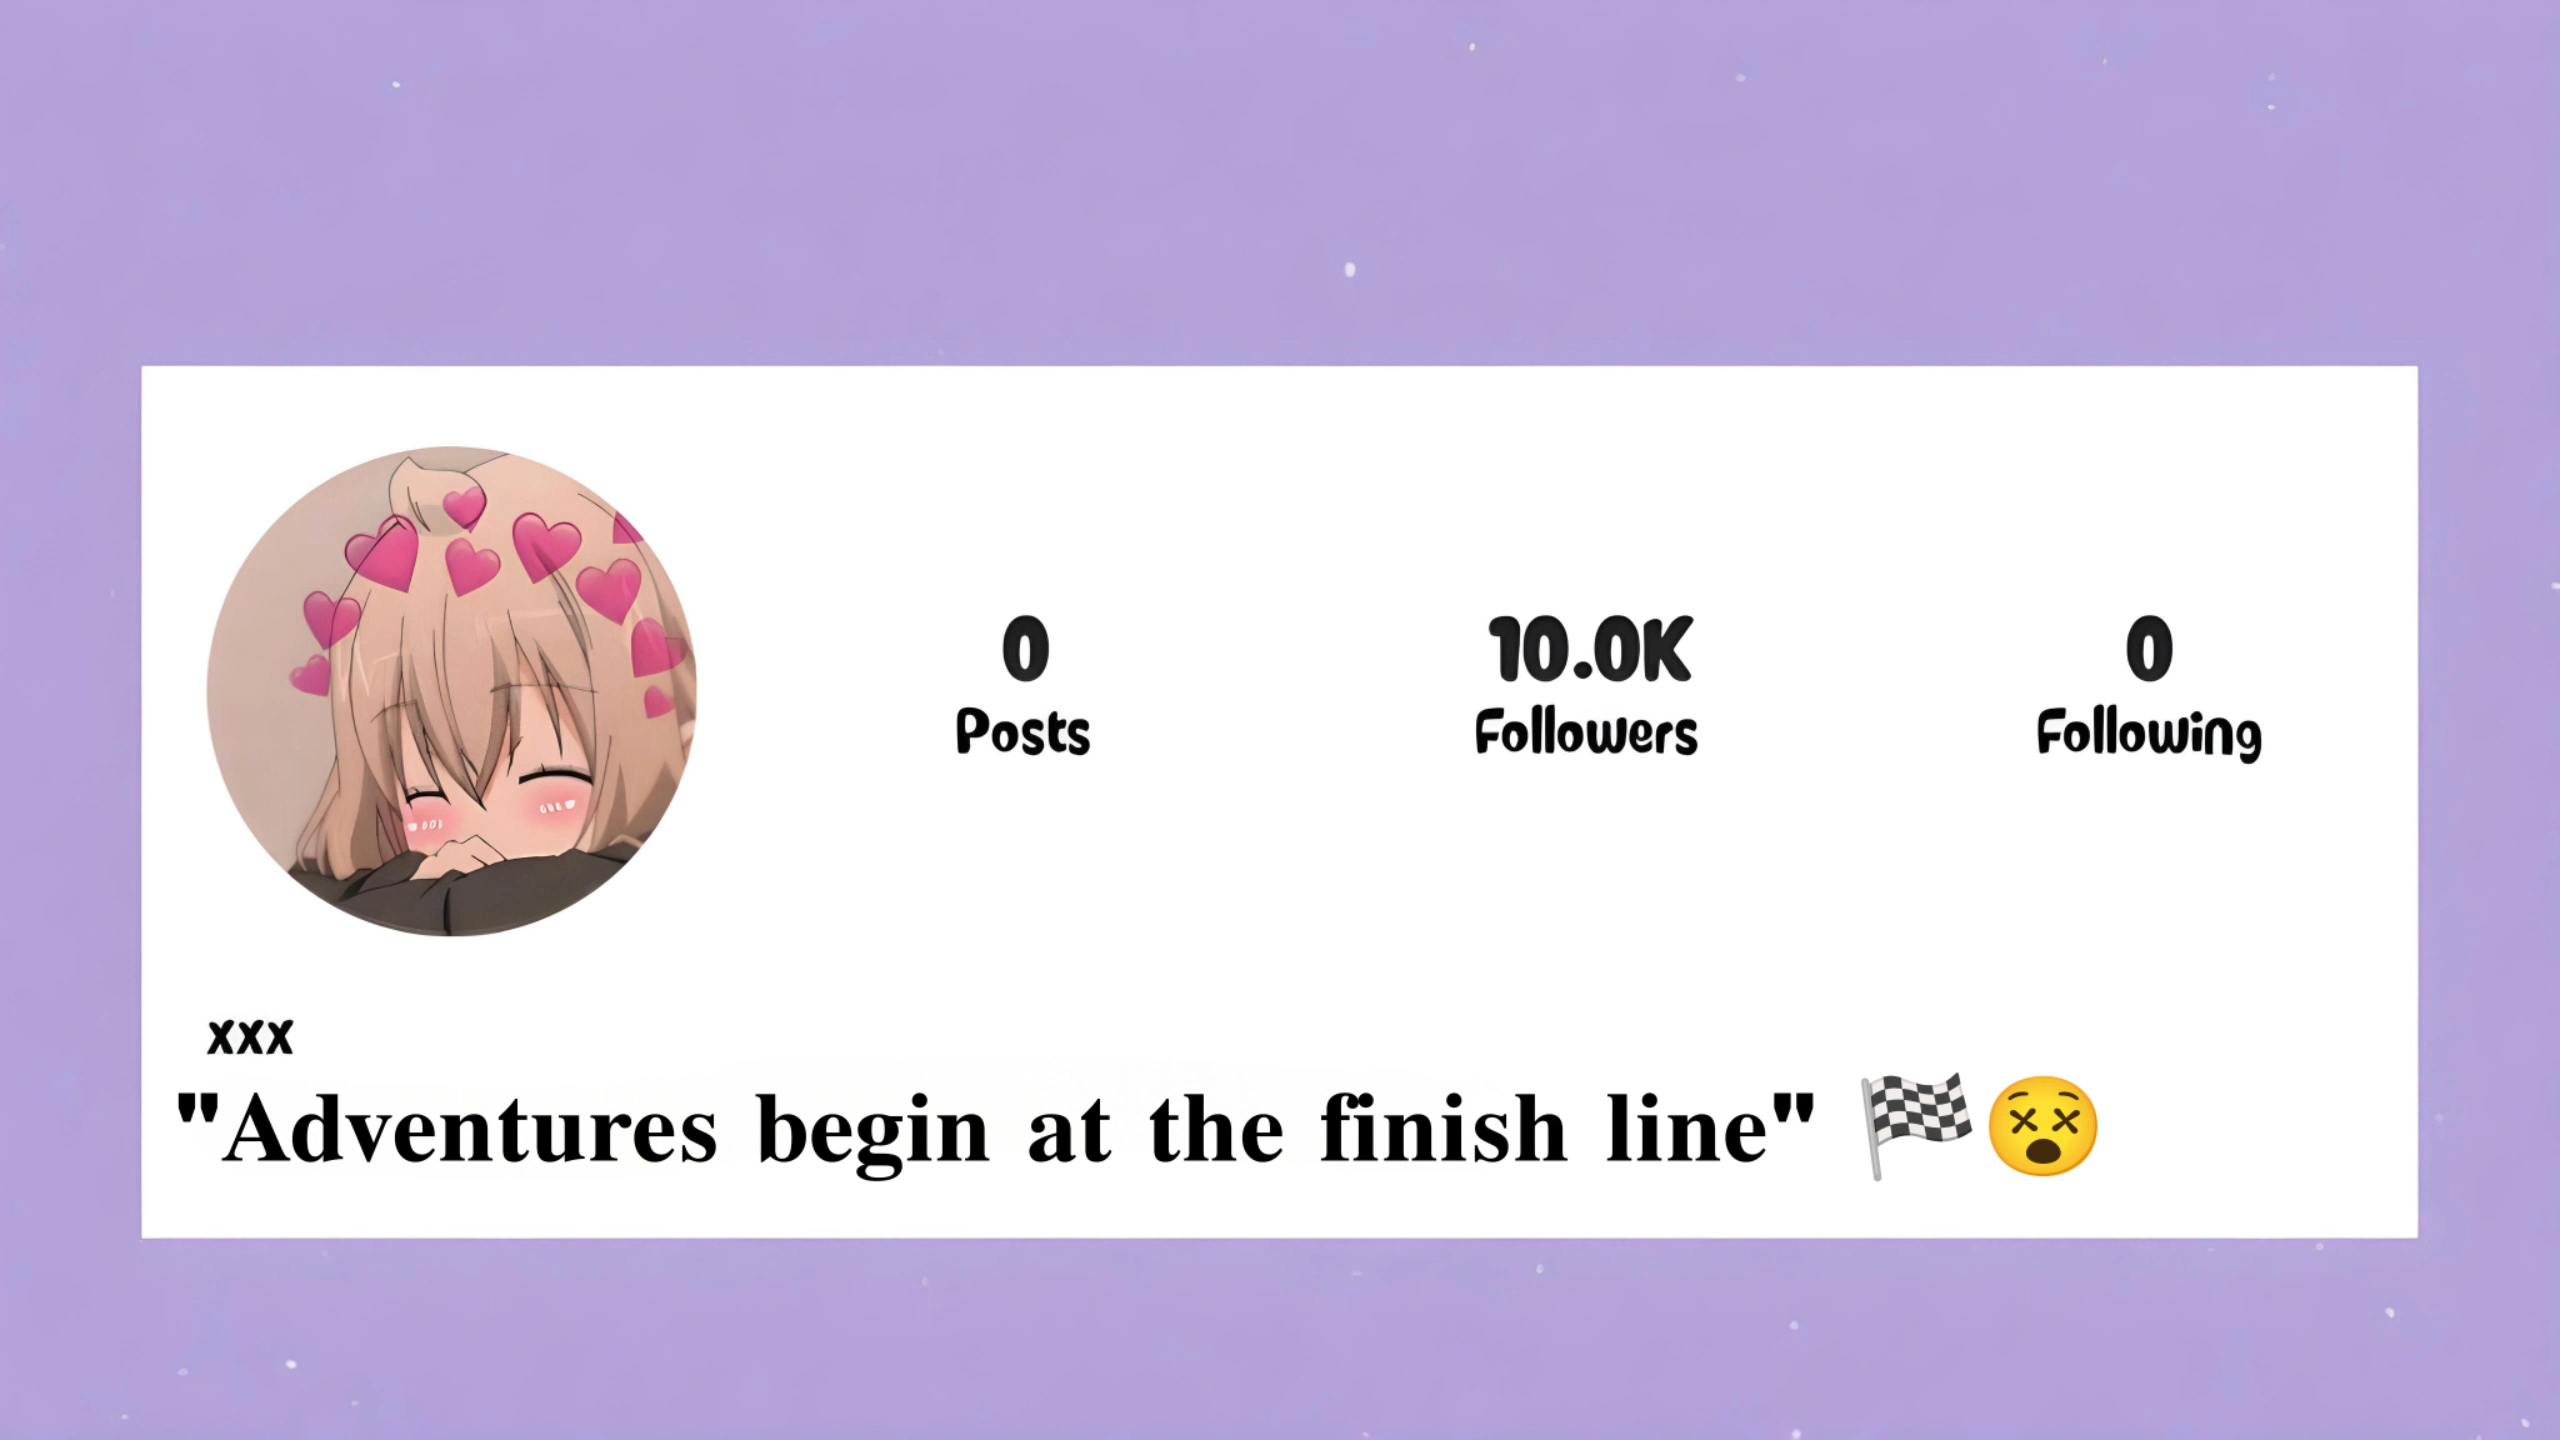 0 10.0K 0
Posts Followers Following
xxx
"Adventures begin at the finish line" 🏁😵